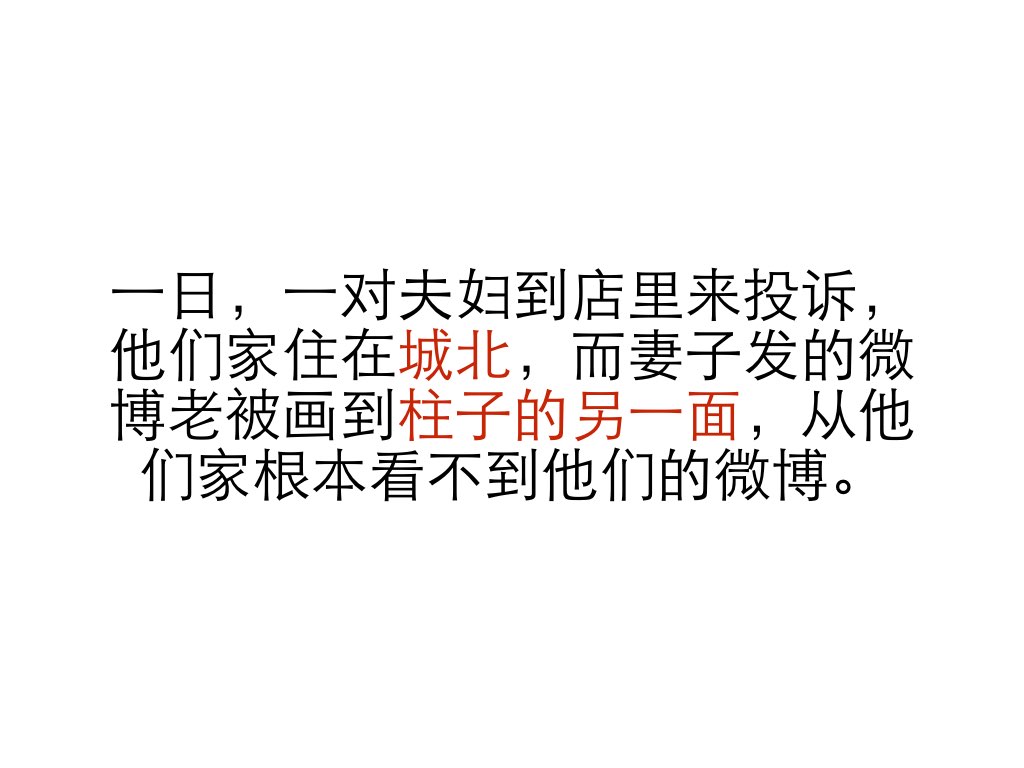 一日，一对夫妇到店里来投诉，
他们家住在城北，而妻子发的微
博老被画到柱子的另一面，从他
们家根本看不到他们的微博。